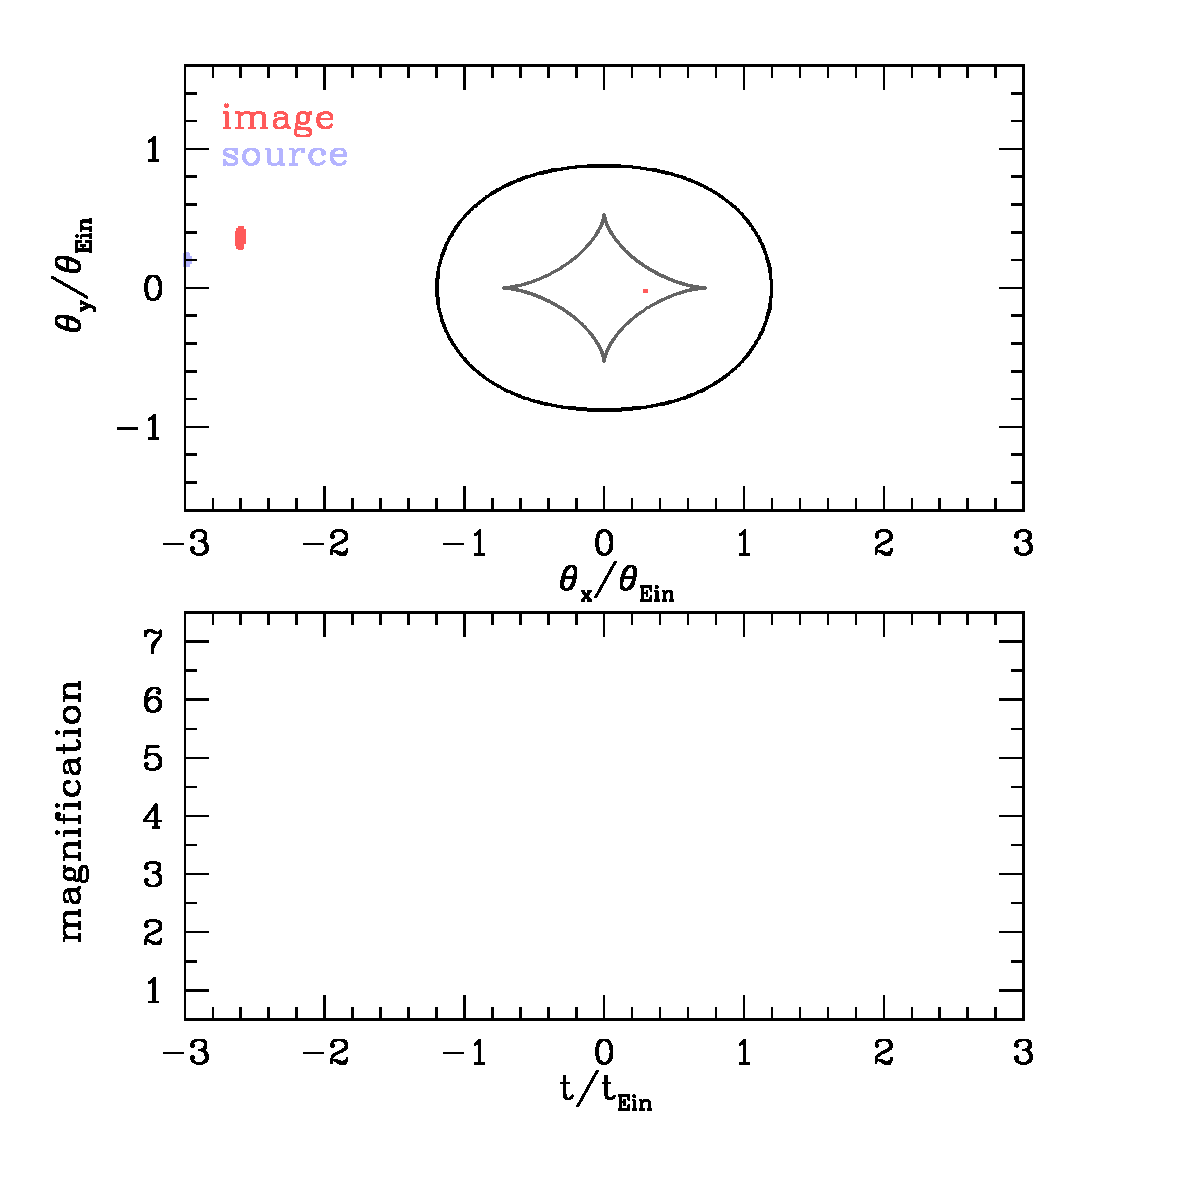 image
source
1
0
−1
θy/θEin
−3 −2 −1 0 1 2 3
θx/θEin
7
6
5
4
3
2
1
magnification
−3 −2 −1 0 1 2 3
t/tEin